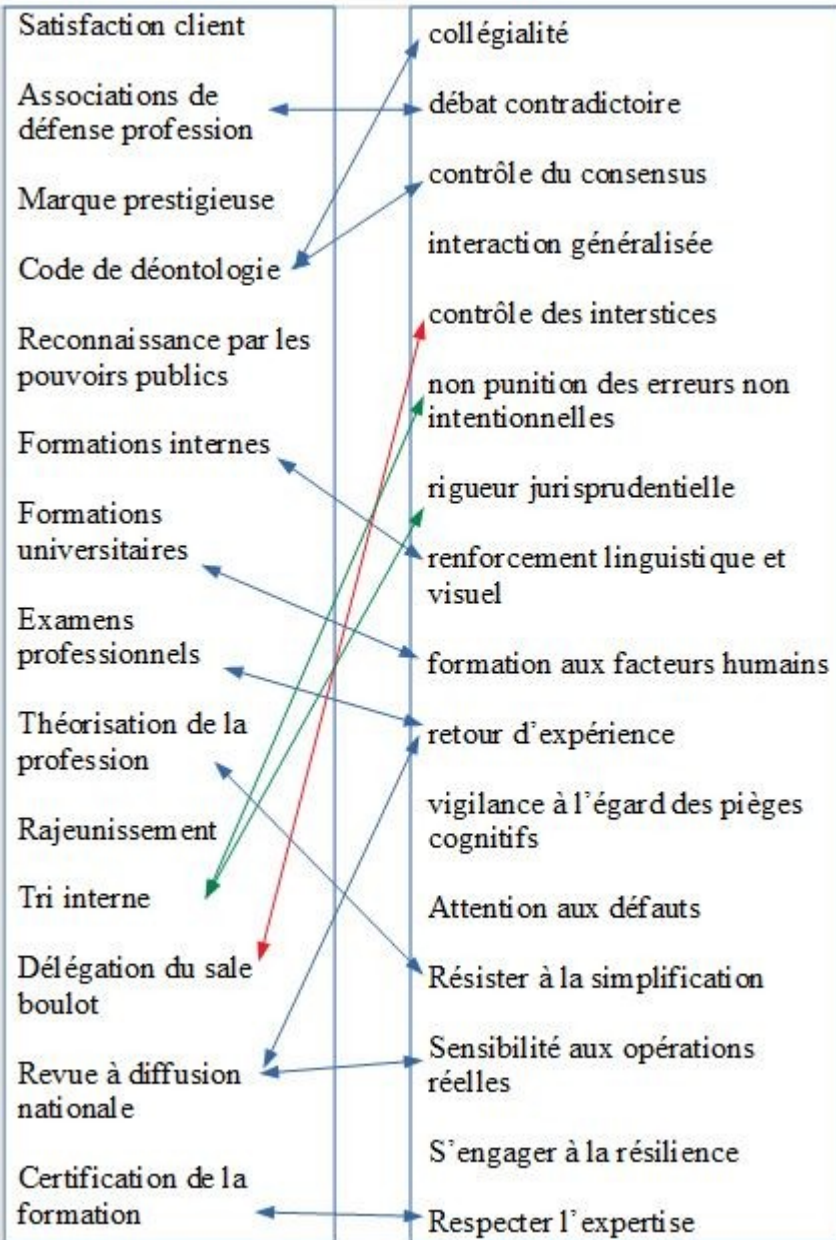 Satisfaction client
Associations de
défense profession
Marque prestigieuse
Code de déontologie
Reconnaissance par les
pouvoirs publics
Formations internes
Formations
universitaires
Examens
professionnels
Théorisation de la
profession
Rajeunissement
Tri interne
Délégation du sale
boulot
Revue à diffusion
nationale
Certification de la
formation
collégialité
débat contradictoire
contrôle du consensus
interaction généralisée
contrôle des interstices
non punition des erreurs non
intentionnelles
rigueur jurisprudentielle
renforcement linguistique et
visuel
formation aux facteurs humains
retour d’expérience
vigilance à l’égard des pièges
cognitifs
Attention aux défauts
Résister à la simplification
Sensibilité aux opérations
réelles
S’engager à la résilience
Respecter l’expertise